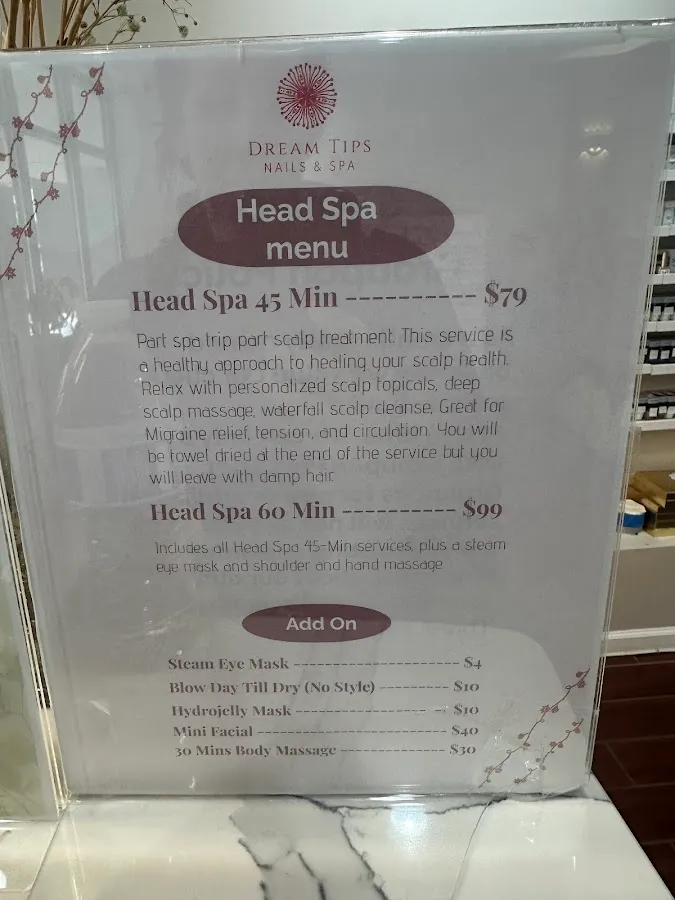 DREAM TIPS
NAILS & SPA
Head Spa
menu
Head Spa 45 Min ---------- $79
Part spa trip part scalp treatment. This service is
a healthy approach to healing your scalp health.
Relax with personalized scalp topicals, deep
scalp massage, waterfall scalp cleanse, Great for
Migraine relief, tension, and circulation. You will
be towel dried at the end of the service but you
will leave with damp hair.
Head Spa 60 Min ---------- $99
Includes all Head Spa 45-Min services, plus a steam
eye mask and shoulder and hand massage
Add On
Steam Eye Mask --------------------- $4
Blow Day Till Dry (No Style) --------- $10
Hydrojelly Mask -------------------- $10
Mini Facial ---------------------------- $40
30 Mins Body Massage -------------- $30